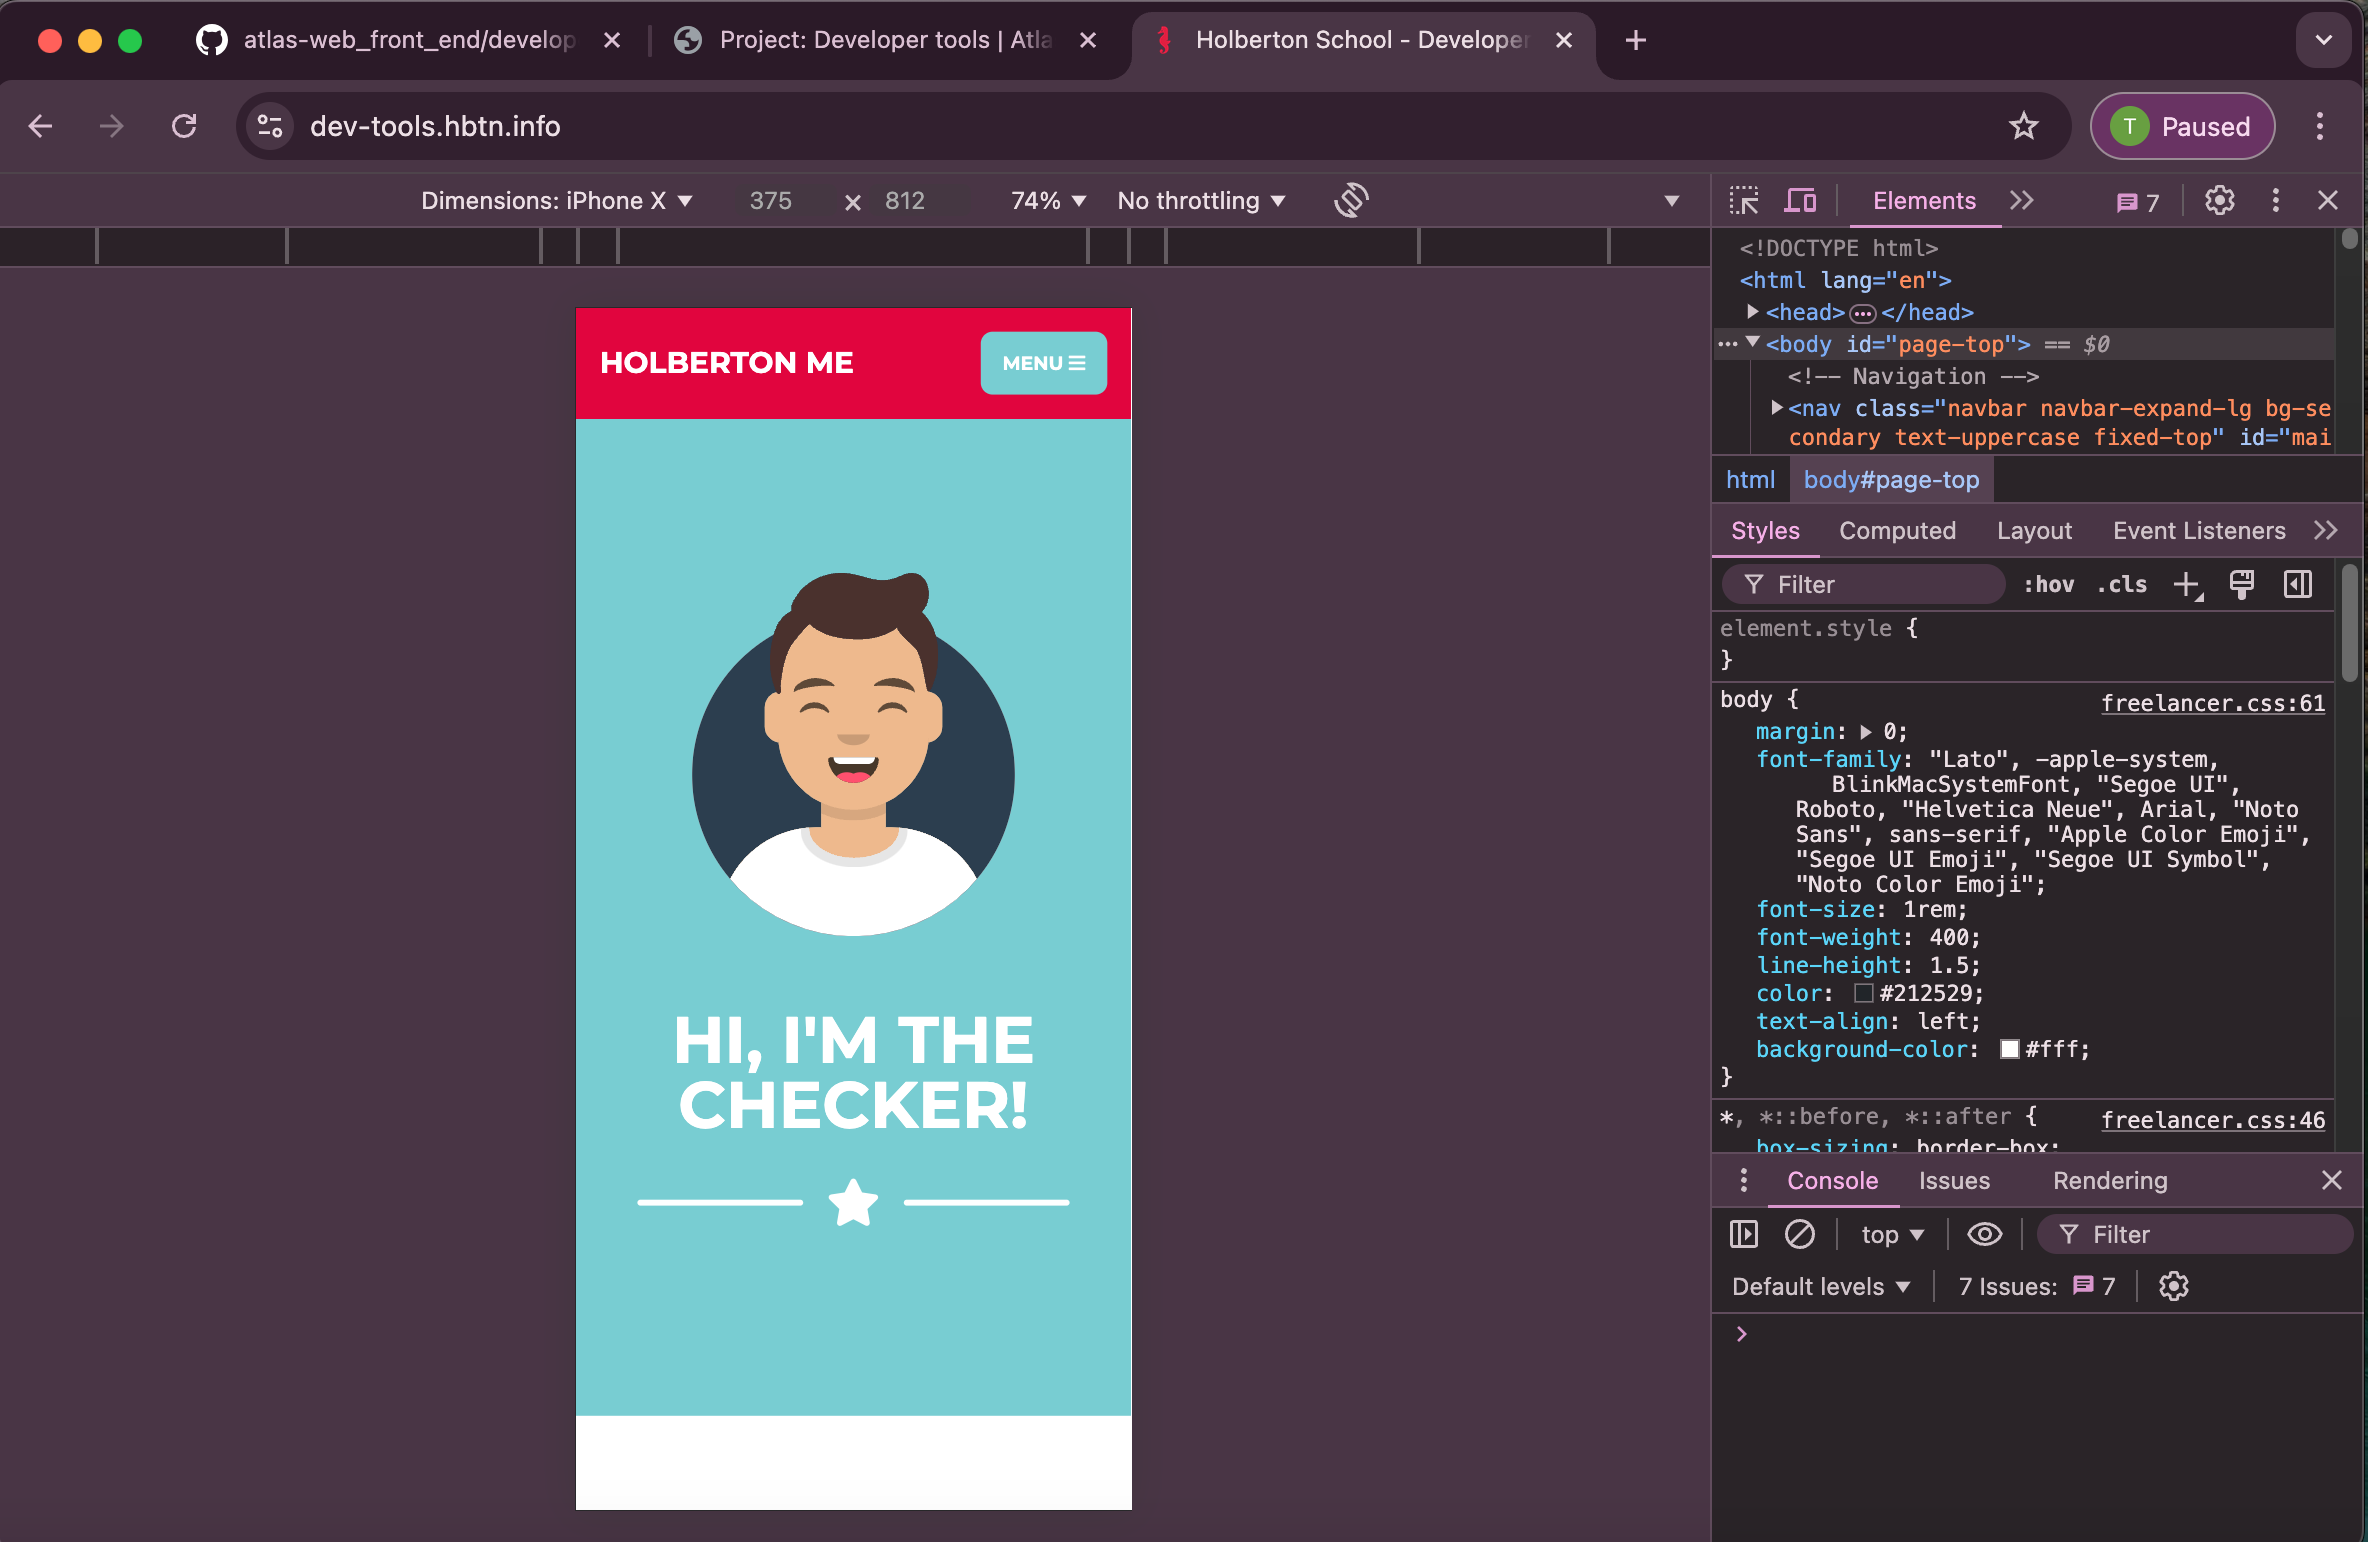 atlas-web_front_end/develop
Project: Developer tools | Atla
Holberton School - Developer
dev-tools.hbtn.info
T Paused
Dimensions: iPhone X 375 × 812 74% No throttling
Elements 7
<!DOCTYPE html>
<html lang="en">
<head> ••• </head>
••• <body id="page-top"> == $0
<!-- Navigation -->
<nav class="navbar navbar-expand-lg bg-se
condary text-uppercase fixed-top" id="mai
html body#page-top
Styles Computed Layout Event Listeners
Filter :hov .cls
element.style {
}
body { freelancer.css:61
margin: 0;
font-family: "Lato", -apple-system,
BlinkMacSystemFont, "Segoe UI",
Roboto, "Helvetica Neue", Arial, "Noto
Sans", sans-serif, "Apple Color Emoji",
"Segoe UI Emoji", "Segoe UI Symbol",
"Noto Color Emoji";
font-size: 1rem;
font-weight: 400;
line-height: 1.5;
color: #212529;
text-align: left;
background-color: #fff;
}
*, *::before, *::after { freelancer.css:46
box-sizing: border-box;
Console Issues Rendering
top Filter
Default levels 7 Issues: 7
HOLBERTON ME
MENU
HI, I'M THE
CHECKER!